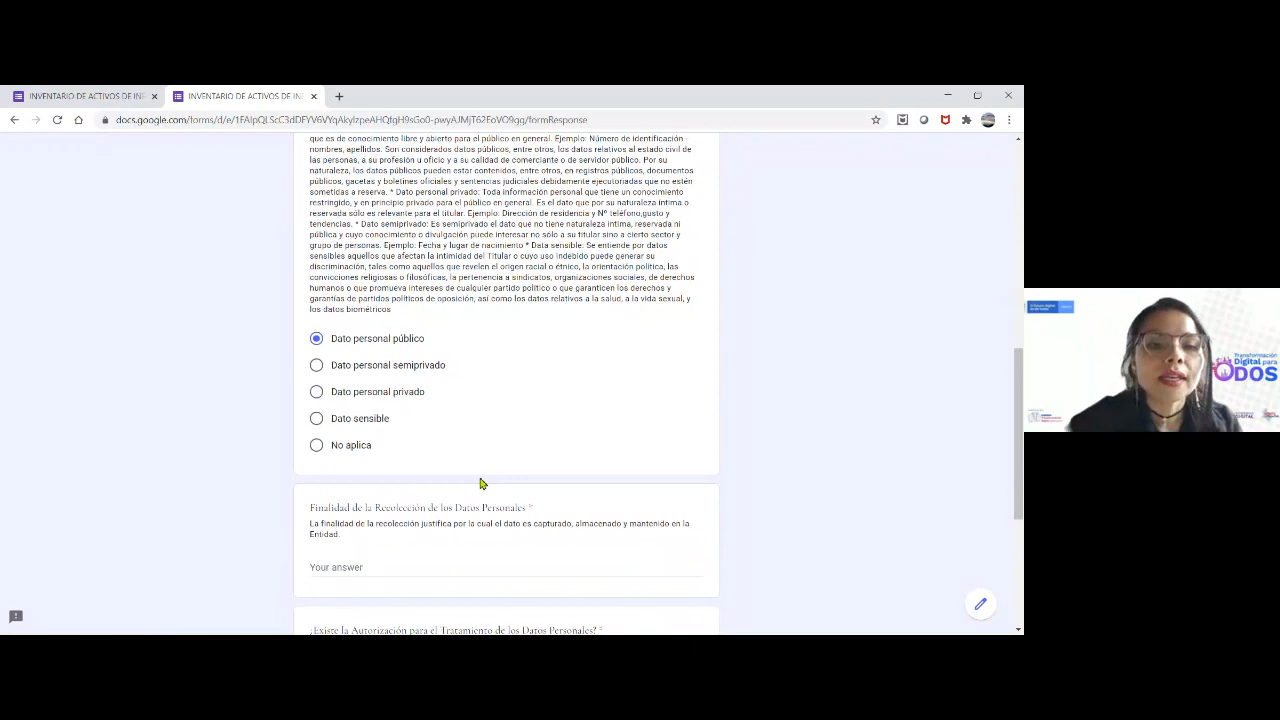 INVENTARIO DE ACTIVOS DE IN
INVENTARIO DE ACTIVOS DE IN
docs.google.com/forms/d/e/
/formResponse
que es de conocimiento libre y abierto para el público en general. Ejemplo: Número de identificación -
nombres, apellidos. Son considerados datos públicos, entre otros, los datos relativos al estado civil de
las personas, a su profesión u oficio y a su calidad de comerciante o de servidor público. Por su
naturaleza, los datos públicos pueden estar contenidos, entre otros, en registros públicos, documentos
públicos, gacetas y boletines oficiales y sentencias judiciales debidamente ejecutoriadas que no estén
sometidas a reserva. * Dato personal privado: Toda información personal que tiene un conocimiento
restringido, y en principio privado para el público en general. Es el dato que por su naturaleza íntima o
reservada sólo es relevante para el titular. Ejemplo: Dirección de residencia y Nº teléfono,gusto y
tendencias. * Dato semiprivado: Es semiprivado el dato que no tiene naturaleza íntima, reservada ni
pública y cuyo conocimiento o divulgación puede interesar no sólo a su titular sino a cierto sector y
grupo de personas. Ejemplo: Fecha y lugar de nacimiento * Data sensible: Se entiende por datos
sensibles aquellos que afectan la intimidad del Titular o cuyo uso indebido puede generar su
discriminación, tales como aquellos que revelen el origen racial o étnico, la orientación política, las
convicciones religiosas o filosóficas, la pertenencia a sindicatos, organizaciones sociales, de derechos
humanos o que promueva intereses de cualquier partido político o que garanticen los derechos y
garantías de partidos políticos de oposición, así como los datos relativos a la salud, a la vida sexual, y
los datos biométricos
Dato personal público
Dato personal semiprivado
Dato personal privado
Dato sensible
No aplica
Finalidad de la Recolección de los Datos Personales *
La finalidad de la recolección justifica por la cual el dato es capturado, almacenado y mantenido en la
Entidad.
Your answer
¿Existe la Autorización para el Tratamiento de los Datos Personales? *
Transformación
Digital para
ODOS